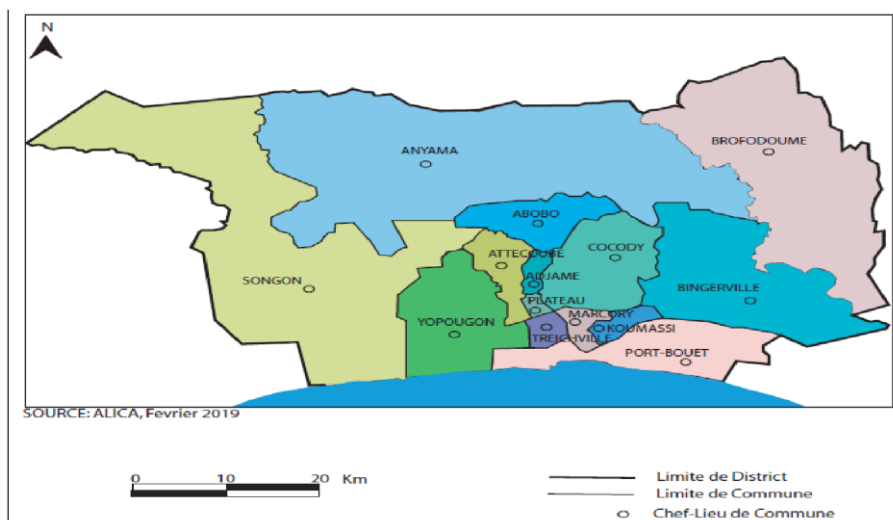 N
BROFODOUME
ANYAMA
ABOBO
COCODY
ATTECOUBE
ADJAME
SONGON
BINGERVILLE
PLATEAU
MARCORY
YOPOUGON
KOUMASSI
TREICHVILLE
PORT-BOUET
SOURCE: ALICA, Fevrier 2019
0 10 20 Km
Limite de District
Limite de Commune
Chef-Lieu de Commune